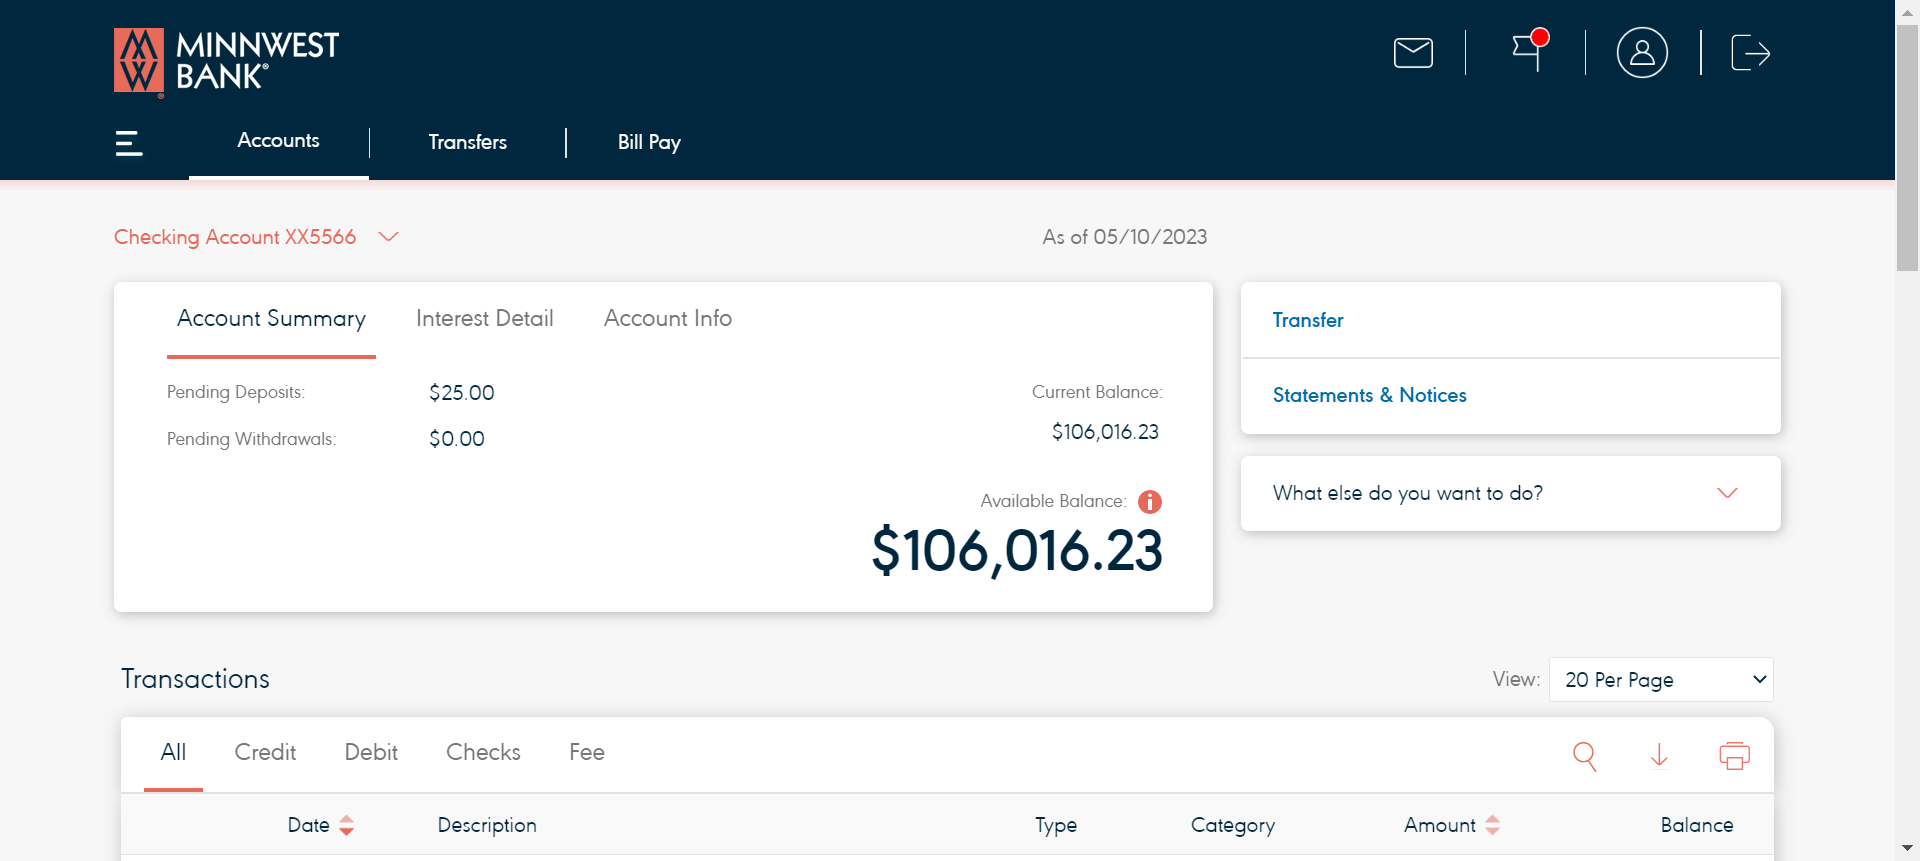 MINNWEST
BANK®
Accounts
Transfers
Bill Pay
Checking Account XX5566
As of 05/10/2023
Account Summary
Interest Detail
Account Info
Pending Deposits:
$25.00
Pending Withdrawals:
$0.00
Current Balance:
$106,016.23
Available Balance:
$106,016.23
Transfer
Statements & Notices
What else do you want to do?
Transactions
View:
20 Per Page
All
Credit
Debit
Checks
Fee
Date
Description
Type
Category
Amount
Balance